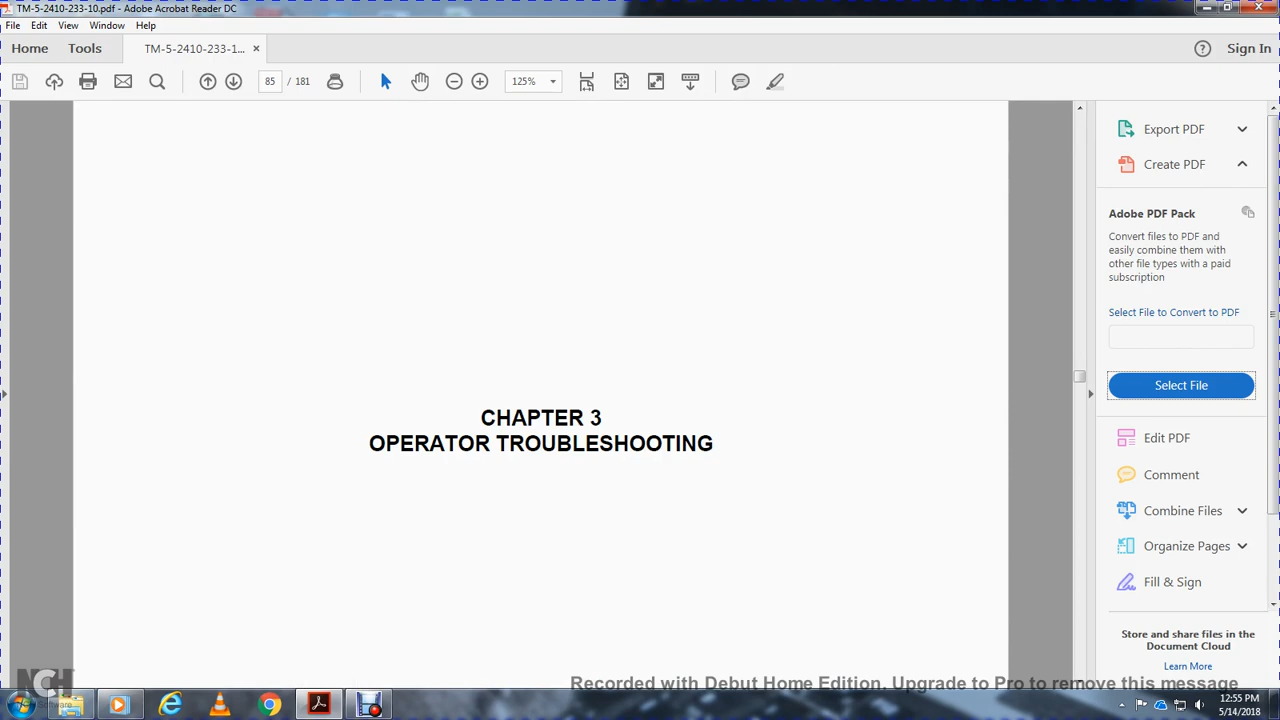 TM-5-2410-233-10.pdf - Adobe Acrobat Reader DC
File Edit View Window Help
Home Tools TM-5-2410-233-1... × Sign In
85 / 181 125%
Export PDF
Create PDF
Adobe PDF Pack
Convert files to PDF and
easily combine them with
other file types with a paid
subscription
Select File to Convert to PDF
Select File
CHAPTER 3
OPERATOR TROUBLESHOOTING
Edit PDF
Comment
Combine Files
Organize Pages
Fill & Sign
Store and share files in the
Document Cloud
Learn More
NCH
Software
Recorded with Debut Home Edition. Upgrade to Pro to remove this message
12:55 PM
5/14/2018